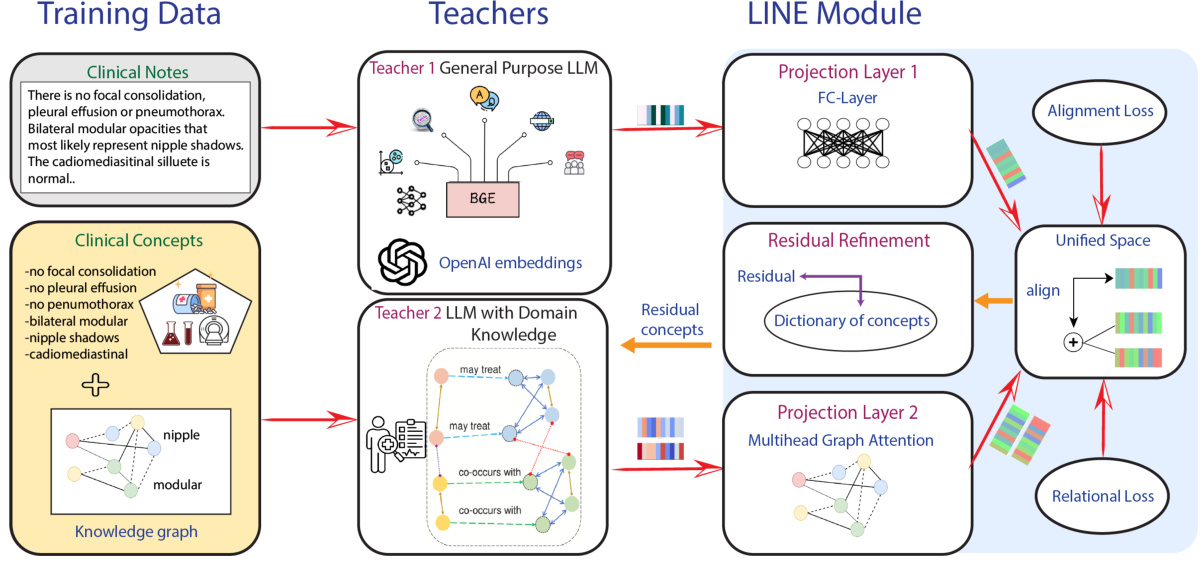 Training Data
Teachers
LINE Module
Clinical Notes
There is no focal consolidation,
pleural effusion or pneumothorax.
Bilateral modular opacities that
most likely represent nipple shadows.
The cadiomediasitinal silluete is
normal..
Clinical Concepts
-no focal consolidation
-no pleural effusion
-no penumothorax
-bilateral modular
-nipple shadows
-cadiomediastinal
nipple
modular
Knowledge graph
Teacher 1 General Purpose LLM
A
Q
BGE
OpenAI embeddings
Teacher 2 LLM with Domain
Knowledge
may treat
may treat
co-occurs with
co-occurs with
Residual
concepts
Projection Layer 1
FC-Layer
Residual Refinement
Residual
Dictionary of concepts
Projection Layer 2
Multihead Graph Attention
Alignment Loss
Unified Space
align
Relational Loss